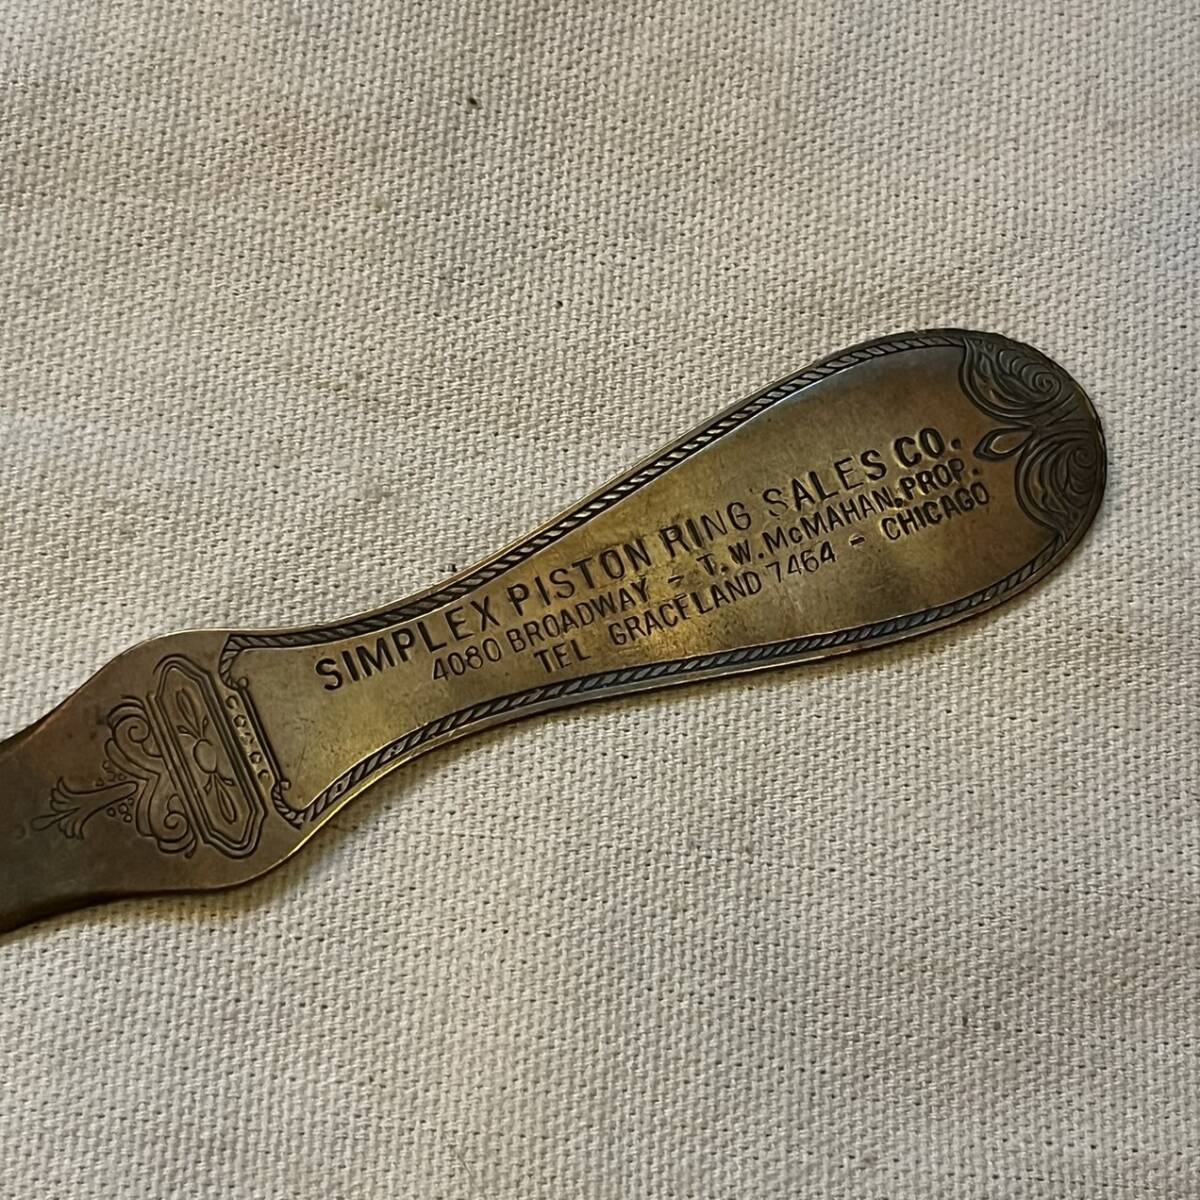 SIMPLEX PISTON RING SALES CO.
4080 BROADWAY - T. W. McMAHAN, PROP.
TEL GRACELAND 7464 - CHICAGO